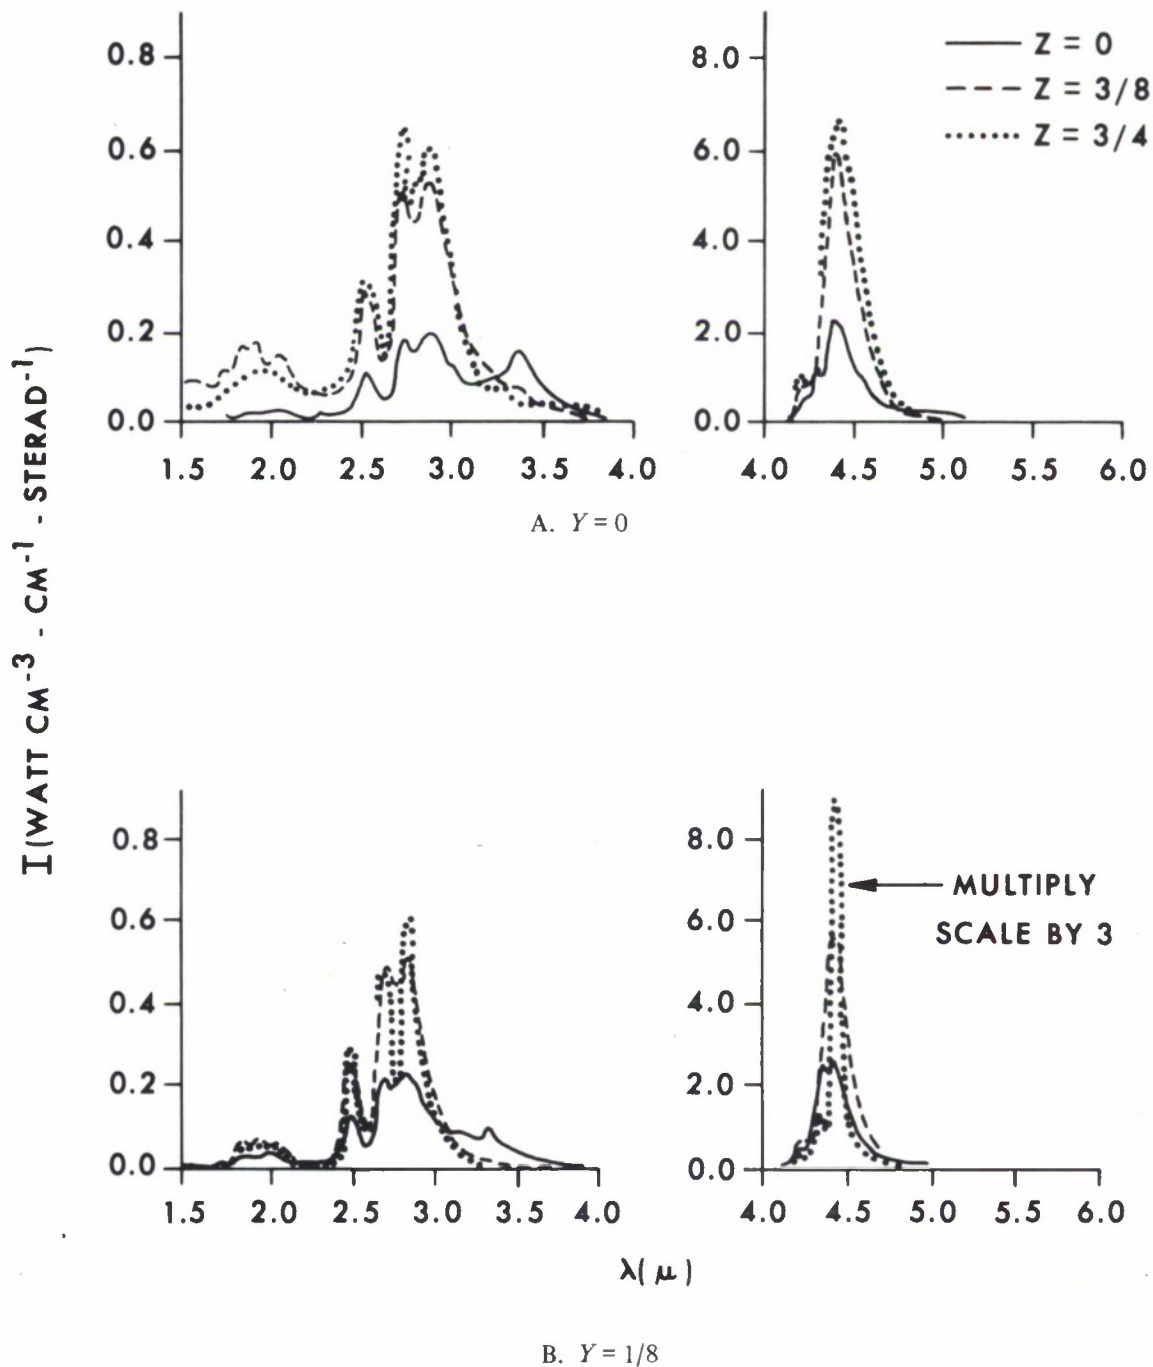 I (WATT CM⁻³ - CM⁻¹ - STERAD⁻¹)
0.8
0.6
0.4
0.2
0.0
1.5 2.0 2.5 3.0 3.5 4.0
8.0
6.0
4.0
2.0
0.0
4.0 4.5 5.0 5.5 6.0
Z = 0
Z = 3/8
Z = 3/4
A. Y = 0
0.8
0.6
0.4
0.2
0.0
1.5 2.0 2.5 3.0 3.5 4.0
8.0
6.0
4.0
2.0
0.0
4.0 4.5 5.0 5.5 6.0
MULTIPLY
SCALE BY 3
λ(μ)
B. Y = 1/8